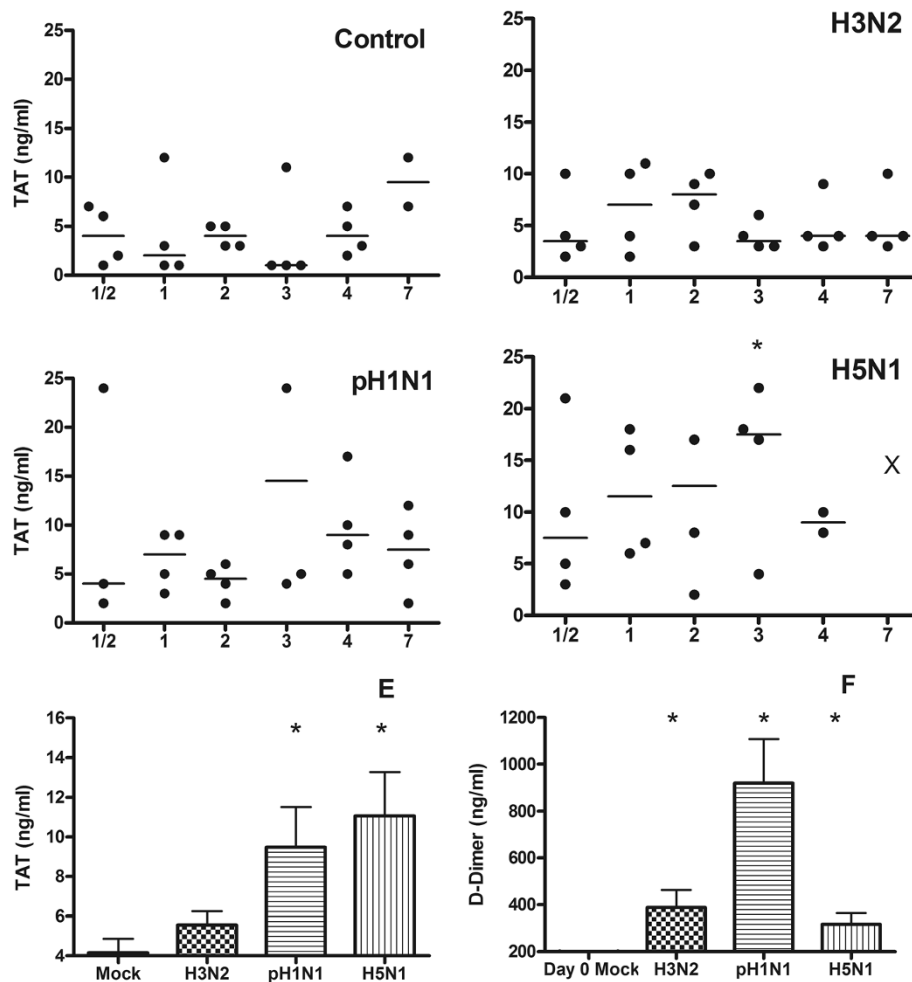 Control
TAT (ng/ml)
25
20
15
10
5
0
1/2 1 2 3 4 7
H3N2
25
20
15
10
5
0
1/2 1 2 3 4 7
pH1N1
TAT (ng/ml)
25
20
15
10
5
0
1/2 1 2 3 4 7
H5N1
*
25
20
15
10
5
0
X
1/2 1 2 3 4 7
E
TAT (ng/ml)
16
14
12
10
8
6
4
* *
Mock H3N2 pH1N1 H5N1
F
D-Dimer (ng/ml)
1200
1000
800
600
400
200
* * *
Day 0 Mock H3N2 pH1N1 H5N1